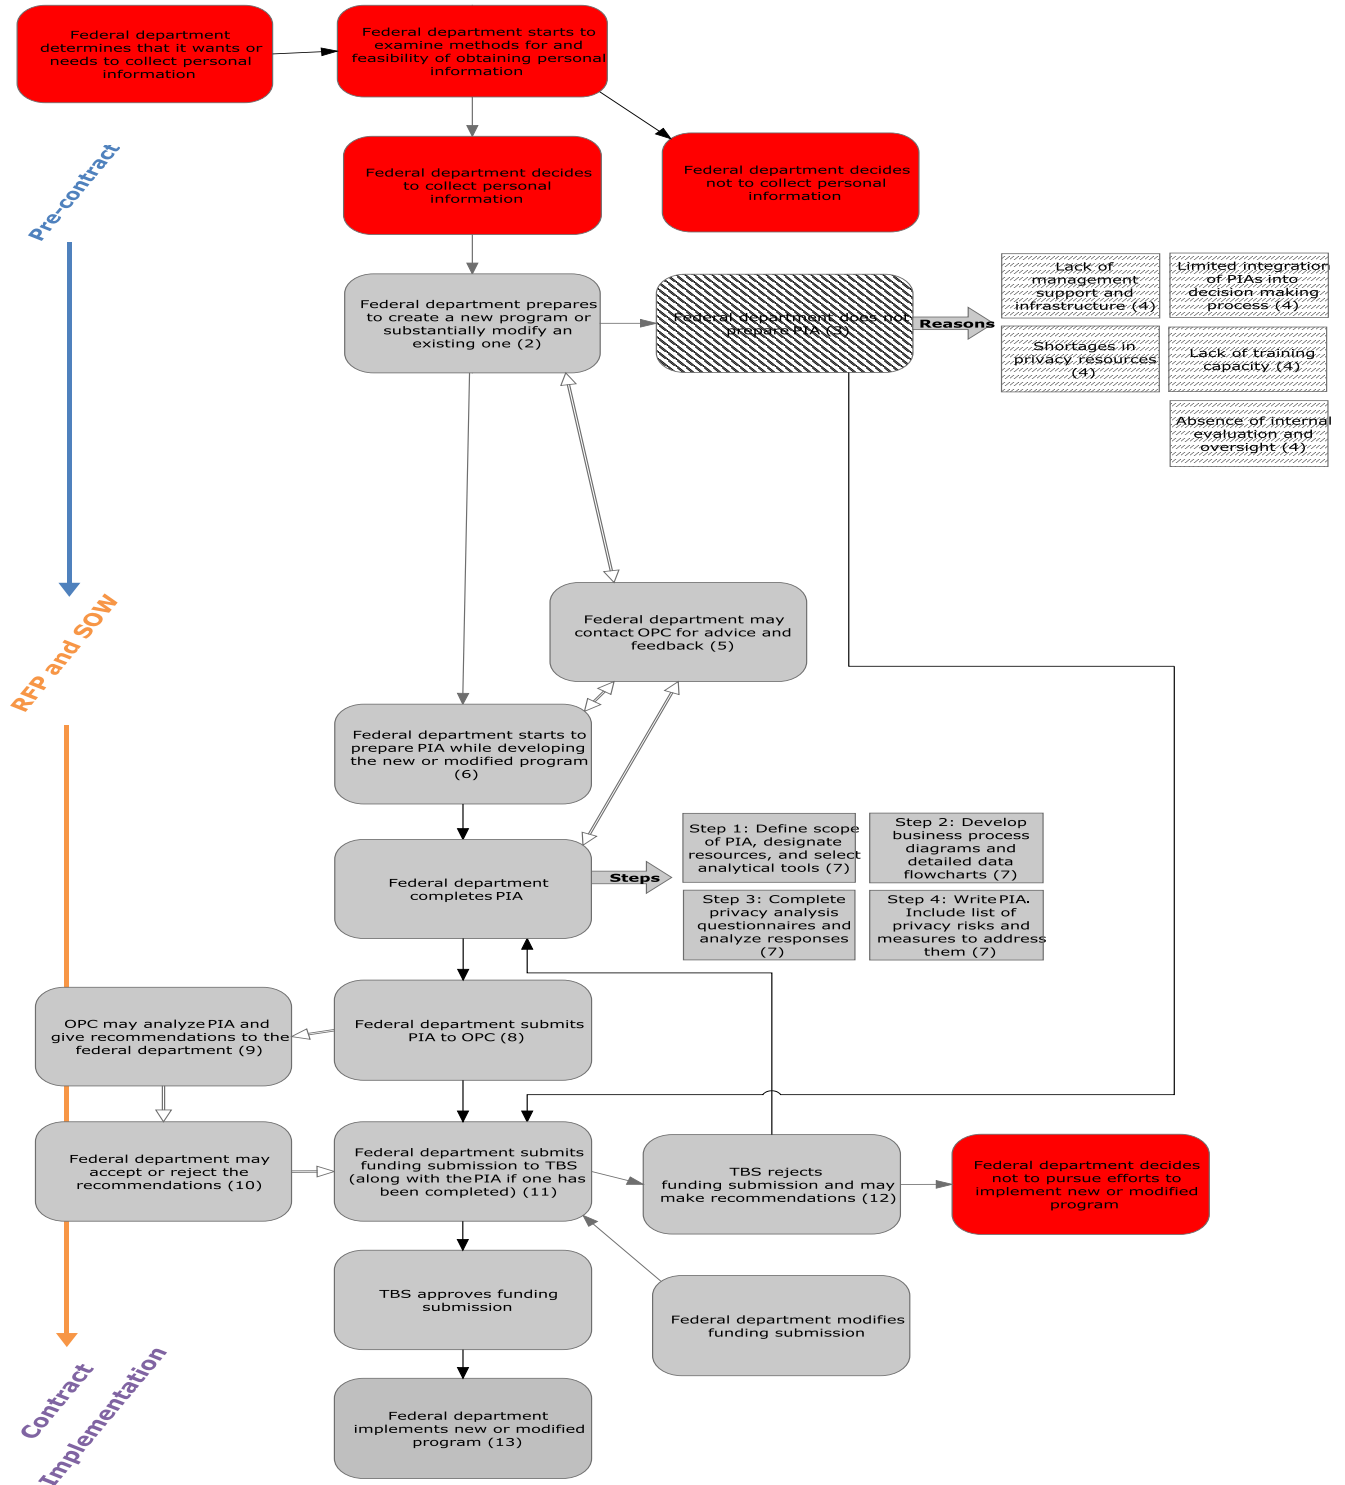 Federal department
determines that it wants or
needs to collect personal
information
Federal department starts to
examine methods for and
feasibility of obtaining personal
information
Federal department decides
to collect personal
information
Federal department decides
not to collect personal
information
Pre-contract
Federal department prepares
to create a new program or
substantially modify an
existing one (2)
Federal department does not
prepare PIA (3)
Reasons
Lack of
management
support and
infrastructure (4)
Limited integration
of PIAs into
decision making
process (4)
Shortages in
privacy resources
(4)
Lack of training
capacity (4)
Absence of internal
evaluation and
oversight (4)
RFP and SOW
Federal department may
contact OPC for advice and
feedback (5)
Federal department starts to
prepare PIA while developing
the new or modified program
(6)
Federal department
completes PIA
Steps
Step 1: Define scope
of PIA, designate
resources, and select
analytical tools (7)
Step 2: Develop
business process
diagrams and
detailed data
flowcharts (7)
Step 3: Complete
privacy analysis
questionnaires and
analyze responses
(7)
Step 4: Write PIA.
Include list of
privacy risks and
measures to address
them (7)
OPC may analyze PIA and
give recommendations to the
federal department (9)
Federal department submits
PIA to OPC (8)
Federal department may
accept or reject the
recommendations (10)
Federal department submits
funding submission to TBS
(along with the PIA if one has
been completed) (11)
TBS rejects
funding submission and may
make recommendations (12)
Federal department decides
not to pursue efforts to
implement new or modified
program
TBS approves funding
submission
Federal department modifies
funding submission
Contract
Implementation
Federal department
implements new or modified
program (13)